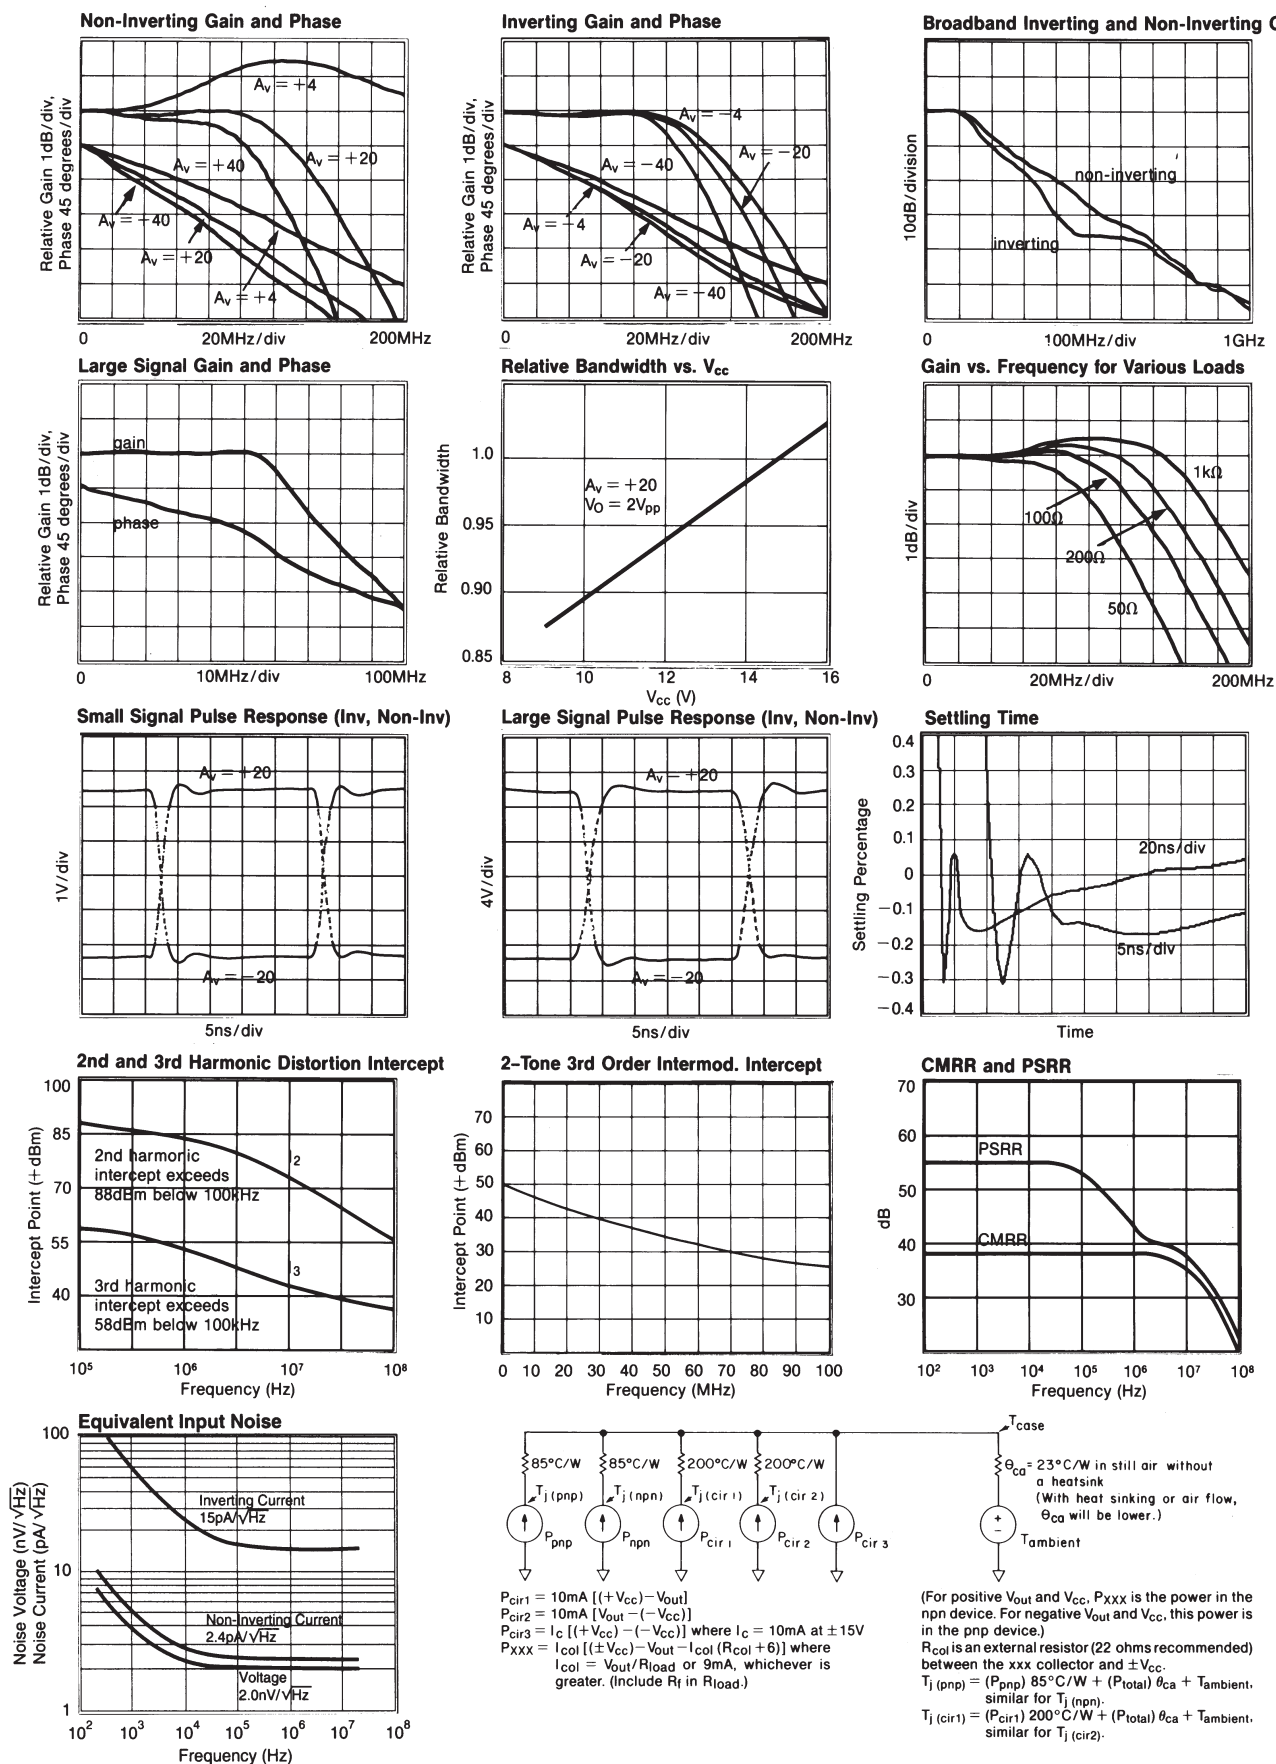 Non-Inverting Gain and Phase
Relative Gain 1dB/div,
Phase 45 degrees/div
Av = +4
Av = +40
Av = +20
Av = +40
Av = +20
Av = +4
0
20MHz/div
200MHz
Inverting Gain and Phase
Relative Gain 1dB/div,
Phase 45 degrees/div
Av = −4
Av = −20
Av = −40
Av = −4
Av = −20
Av = −40
0
20MHz/div
200MHz
Broadband Inverting and Non-Inverting
10dB/division
non-inverting
inverting
0
100MHz/div
1GHz
Large Signal Gain and Phase
Relative Gain 1dB/div,
Phase 45 degrees/div
gain
phase
0
10MHz/div
100MHz
Relative Bandwidth vs. Vcc
Relative Bandwidth
1.0
0.95
0.90
0.85
Av = +20
VO = 2Vpp
8 10 12 14 16
Vcc (V)
Gain vs. Frequency for Various Loads
1dB/div
1kΩ
100Ω
200Ω
50Ω
0
20MHz/div
200MHz
Small Signal Pulse Response (Inv, Non-Inv)
1V/div
Av = +20
Av = −20
5ns/div
Large Signal Pulse Response (Inv, Non-Inv)
4V/div
Av = +20
Av = −20
5ns/div
Settling Time
Settling Percentage
0.4
0.3
0.2
0.1
0
−0.1
−0.2
−0.3
−0.4
20ns/div
5ns/div
Time
2nd and 3rd Harmonic Distortion Intercept
Intercept Point (+dBm)
100
85
70
55
40
I2
2nd harmonic
intercept exceeds
88dBm below 100kHz
I3
3rd harmonic
intercept exceeds
58dBm below 100kHz
10⁵ 10⁶ 10⁷ 10⁸
Frequency (Hz)
2–Tone 3rd Order Intermod. Intercept
Intercept Point (+dBm)
70
60
50
40
30
20
10
0 10 20 30 40 50 60 70 80 90 100
Frequency (MHz)
CMRR and PSRR
dB
70
60
50
40
30
PSRR
CMRR
10² 10³ 10⁴ 10⁵ 10⁶ 10⁷ 10⁸
Frequency (Hz)
Equivalent Input Noise
Noise Voltage (nV/√Hz)
Noise Current (pA/√Hz)
100
10
1
Inverting Current
15pA/√Hz
Non-Inverting Current
2.4pA/√Hz
Voltage
2.0nV/√Hz
10² 10³ 10⁴ 10⁵ 10⁶ 10⁷ 10⁸
Frequency (Hz)
Tcase
85°C/W 85°C/W 200°C/W 200°C/W
θca = 23°C/W in still air without
a heatsink
(With heat sinking or air flow,
θca will be lower.)
Tj (pnp) Tj (npn) Tj (cir 1) Tj (cir 2)
Ppnp Pnpn Pcir 1 Pcir 2 Pcir 3
+
−
Tambient
Pcir1 = 10mA [(+Vcc)−Vout]
Pcir2 = 10mA [Vout−(−Vcc)]
Pcir3 = Ic [(+Vcc)−(−Vcc)] where Ic = 10mA at ±15V
Pxxx = Icol [(±Vcc)−Vout−Icol (Rcol+6)] where
Icol = Vout/Rload or 9mA, whichever is
greater. (Include Rf in Rload.)
(For positive Vout and Vcc, Pxxx is the power in the
npn device. For negative Vout and Vcc, this power is
in the pnp device.)
Rcol is an external resistor (22 ohms recommended)
between the xxx collector and ±Vcc.
Tj (pnp) = (Ppnp) 85°C/W + (Ptotal) θca + Tambient,
similar for Tj (npn).
Tj (cir1) = (Pcir1) 200°C/W + (Ptotal) θca + Tambient,
similar for Tj (cir2).